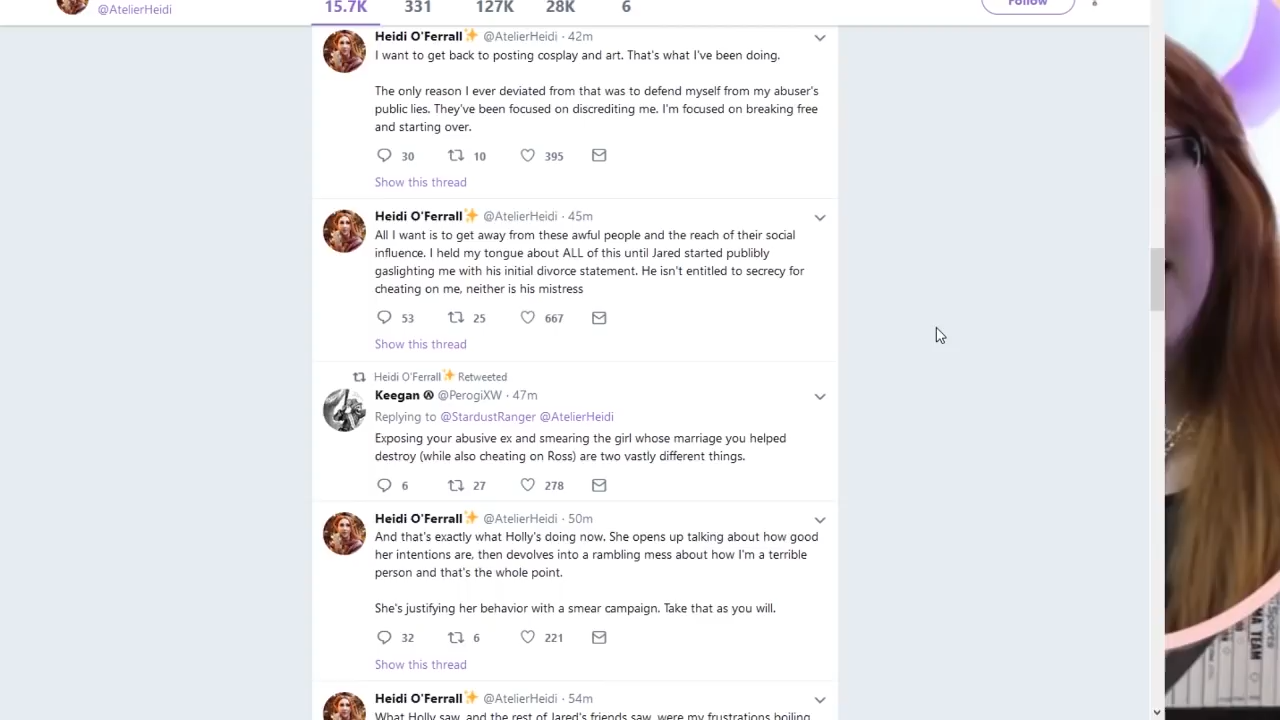 @AtelierHeidi
15.7K 331 127K 28K 6
Follow
Heidi O'Ferrall✨ @AtelierHeidi · 42m
I want to get back to posting cosplay and art. That's what I've been doing.
The only reason I ever deviated from that was to defend myself from my abuser's
public lies. They've been focused on discrediting me. I'm focused on breaking free
and starting over.
30 10 395
Show this thread
Heidi O'Ferrall✨ @AtelierHeidi · 45m
All I want is to get away from these awful people and the reach of their social
influence. I held my tongue about ALL of this until Jared started publibly
gaslighting me with his initial divorce statement. He isn't entitled to secrecy for
cheating on me, neither is his mistress
53 25 667
Show this thread
Heidi O'Ferrall✨ Retweeted
Keegan Ⓐ @PerogiXW · 47m
Replying to @StardustRanger @AtelierHeidi
Exposing your abusive ex and smearing the girl whose marriage you helped
destroy (while also cheating on Ross) are two vastly different things.
6 27 278
Heidi O'Ferrall✨ @AtelierHeidi · 50m
And that's exactly what Holly's doing now. She opens up talking about how good
her intentions are, then devolves into a rambling mess about how I'm a terrible
person and that's the whole point.
She's justifying her behavior with a smear campaign. Take that as you will.
32 6 221
Show this thread
Heidi O'Ferrall✨ @AtelierHeidi · 54m
What Holly saw, and the rest of Jared's friends saw, were my frustrations boiling